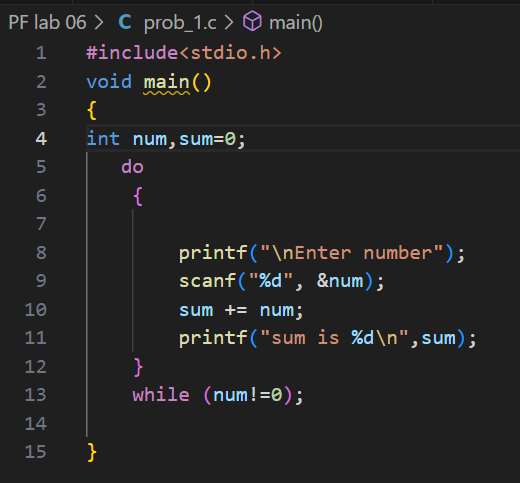 PF lab 06 > C prob_1.c > main()
1 #include<stdio.h>
2 void main()
3 {
4 int num,sum=0;
5 do
6 {
7
8 printf("\nEnter number");
9 scanf("%d", &num);
10 sum += num;
11 printf("sum is %d\n",sum);
12 }
13 while (num!=0);
14
15 }